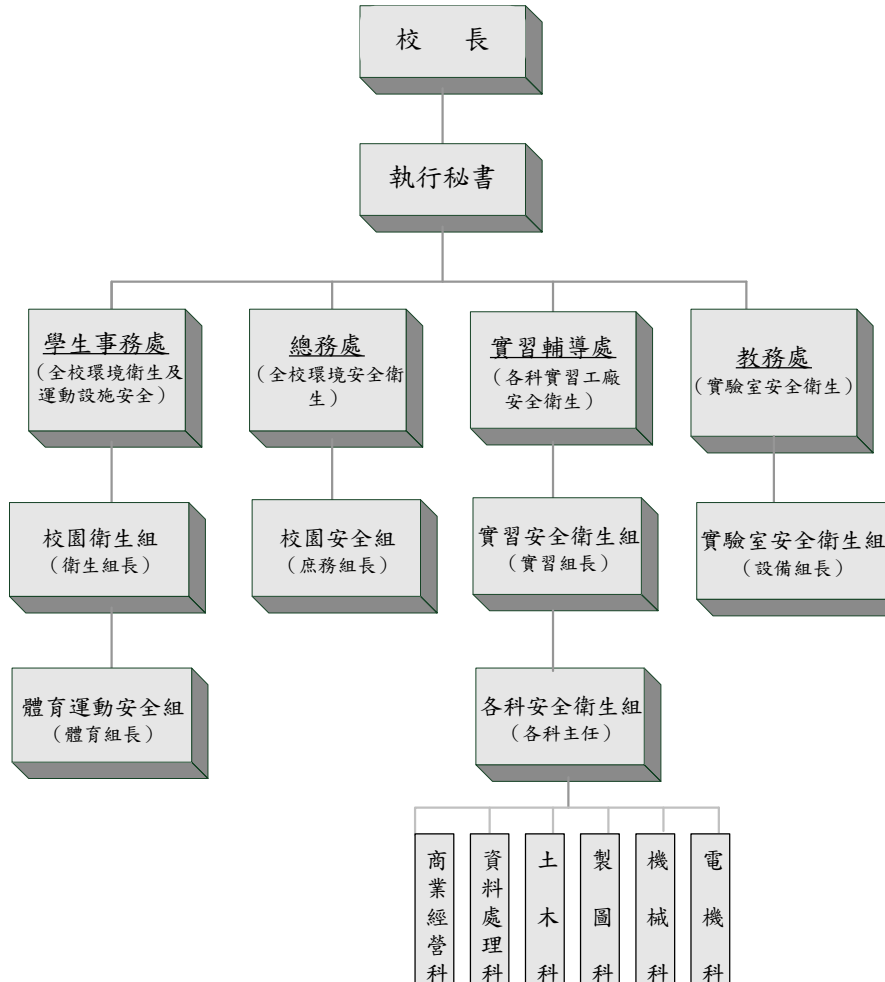 校 長
執行秘書
學生事務處
（全校環境衛生及
運動設施安全）
總務處
（全校環境安全衛
生）
實習輔導處
（各科實習工廠
安全衛生）
教務處
（實驗室安全衛生）
校園衛生組
（衛生組長）
校園安全組
（庶務組長）
實習安全衛生組
（實習組長）
實驗室安全衛生組
（設備組長）
體育運動安全組
（體育組長）
各科安全衛生組
（各科主任）
商業經營科
資料處理科
土木科
製圖科
機械科
電機科